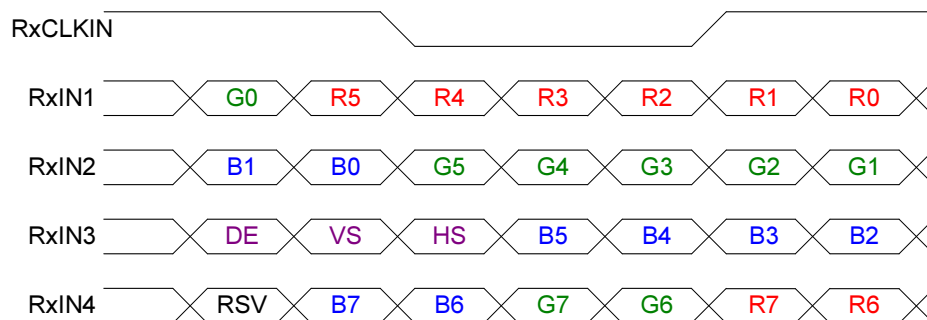 RxCLKIN
RxIN1 G0 R5 R4 R3 R2 R1 R0
RxIN2 B1 B0 G5 G4 G3 G2 G1
RxIN3 DE VS HS B5 B4 B3 B2
RxIN4 RSV B7 B6 G7 G6 R7 R6